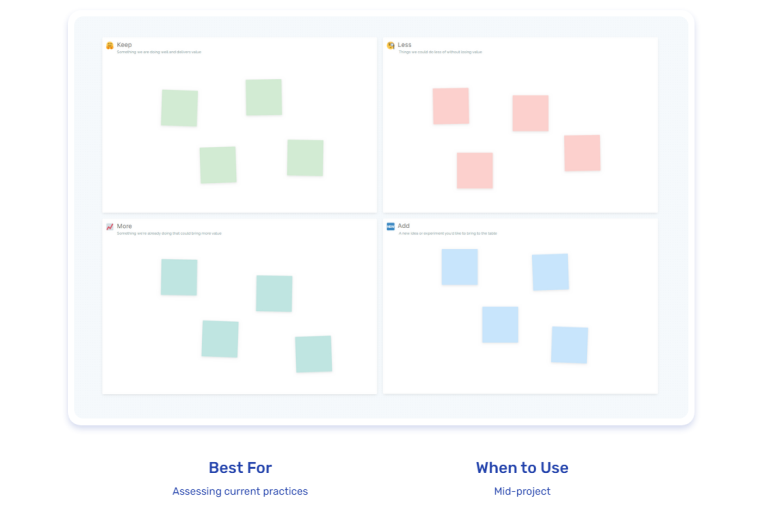 Keep
Something we are doing well and delivers value
Less
Things we could do less of without losing value
More
Something we're already doing that could bring more value
Add
A new idea or experiment you'd like to bring to the table
Best For
When to Use
Assessing current practices
Mid-project